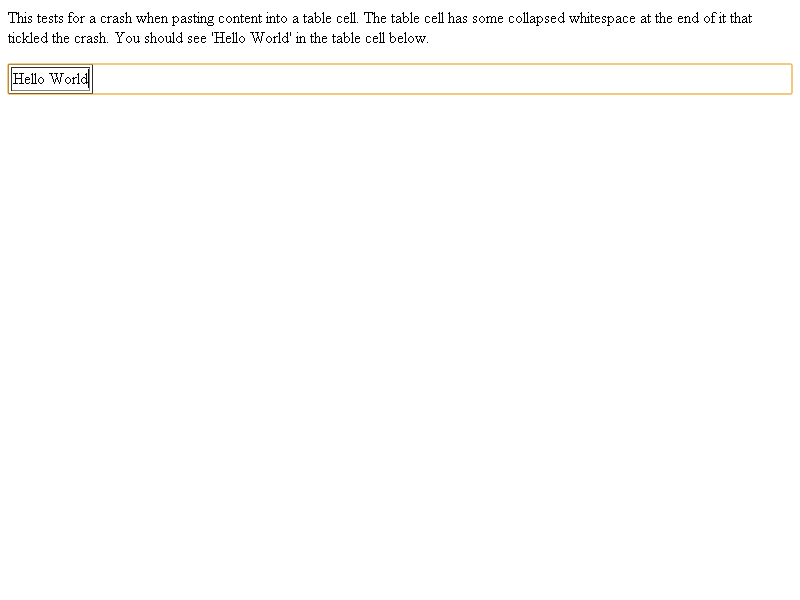 This tests for a crash when pasting content into a table cell. The table cell has some collapsed whitespace at the end of it that
tickled the crash. You should see 'Hello World' in the table cell below.
Hello World